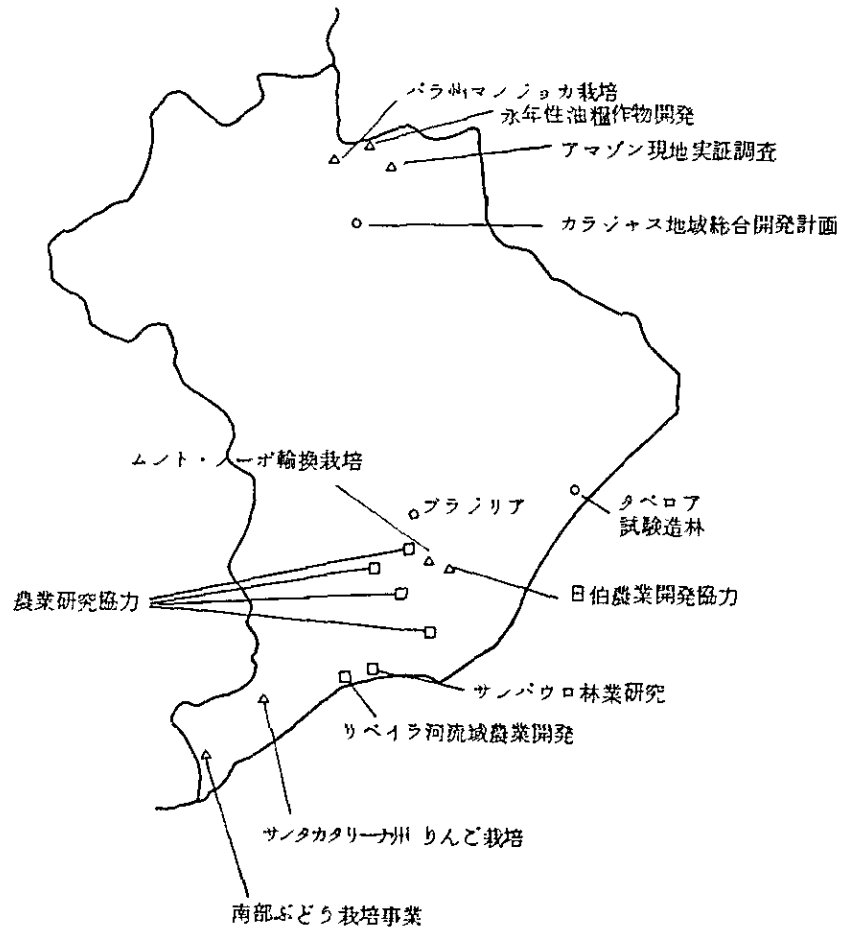 パラ州マンジョカ栽培
永年性油糧作物開発
アマゾン現地実証調査
カラジャス地域総合開発計画
ムント・ノーボ輪換栽培
ブラジリア
タペロア
試験造林
農業研究協力
日伯農業開発協力
サンパウロ林業研究
リベイラ河流域農業開発
サンタカタリーナ州 りんご栽培
南部ぶどう栽培事業